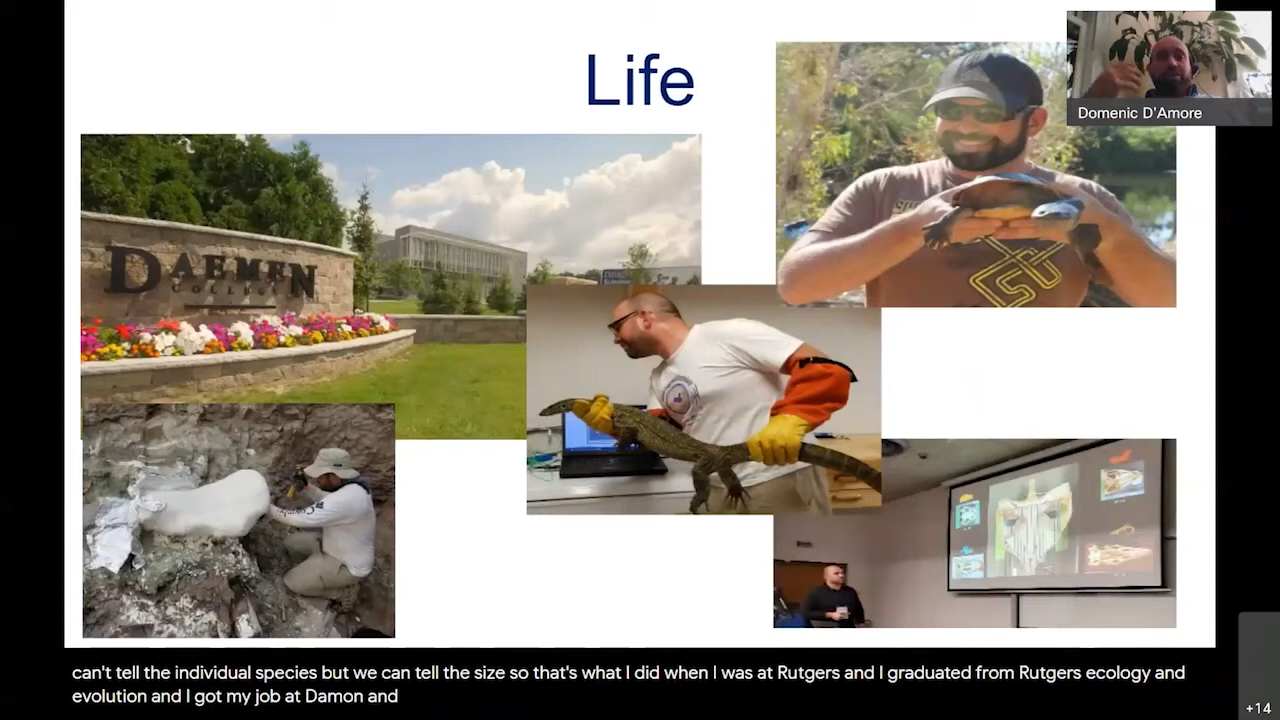 Life
Domenic D'Amore
DAEMEN
COLLEGE
can't tell the individual species but we can tell the size so that's what I did when I was at Rutgers and I graduated from Rutgers ecology and
evolution and I got my job at Damon and
+14